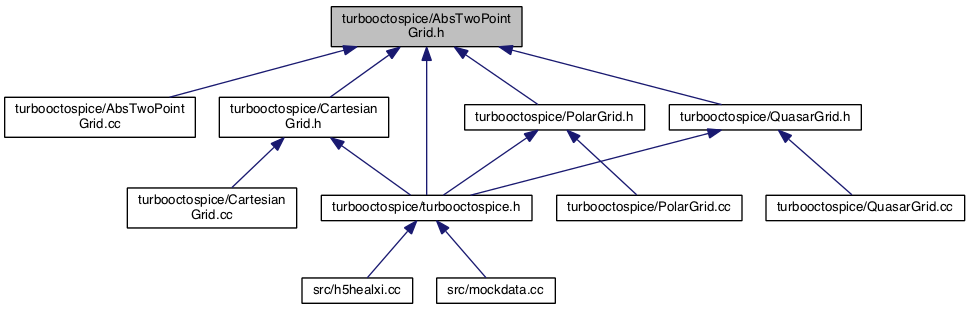 turbooctospice/AbsTwoPoint
Grid.h
turbooctospice/AbsTwoPoint
Grid.cc
turbooctospice/Cartesian
Grid.h
turbooctospice/PolarGrid.h
turbooctospice/QuasarGrid.h
turbooctospice/Cartesian
Grid.cc
turbooctospice/turbooctospice.h
turbooctospice/PolarGrid.cc
turbooctospice/QuasarGrid.cc
src/h5healxi.cc
src/mockdata.cc